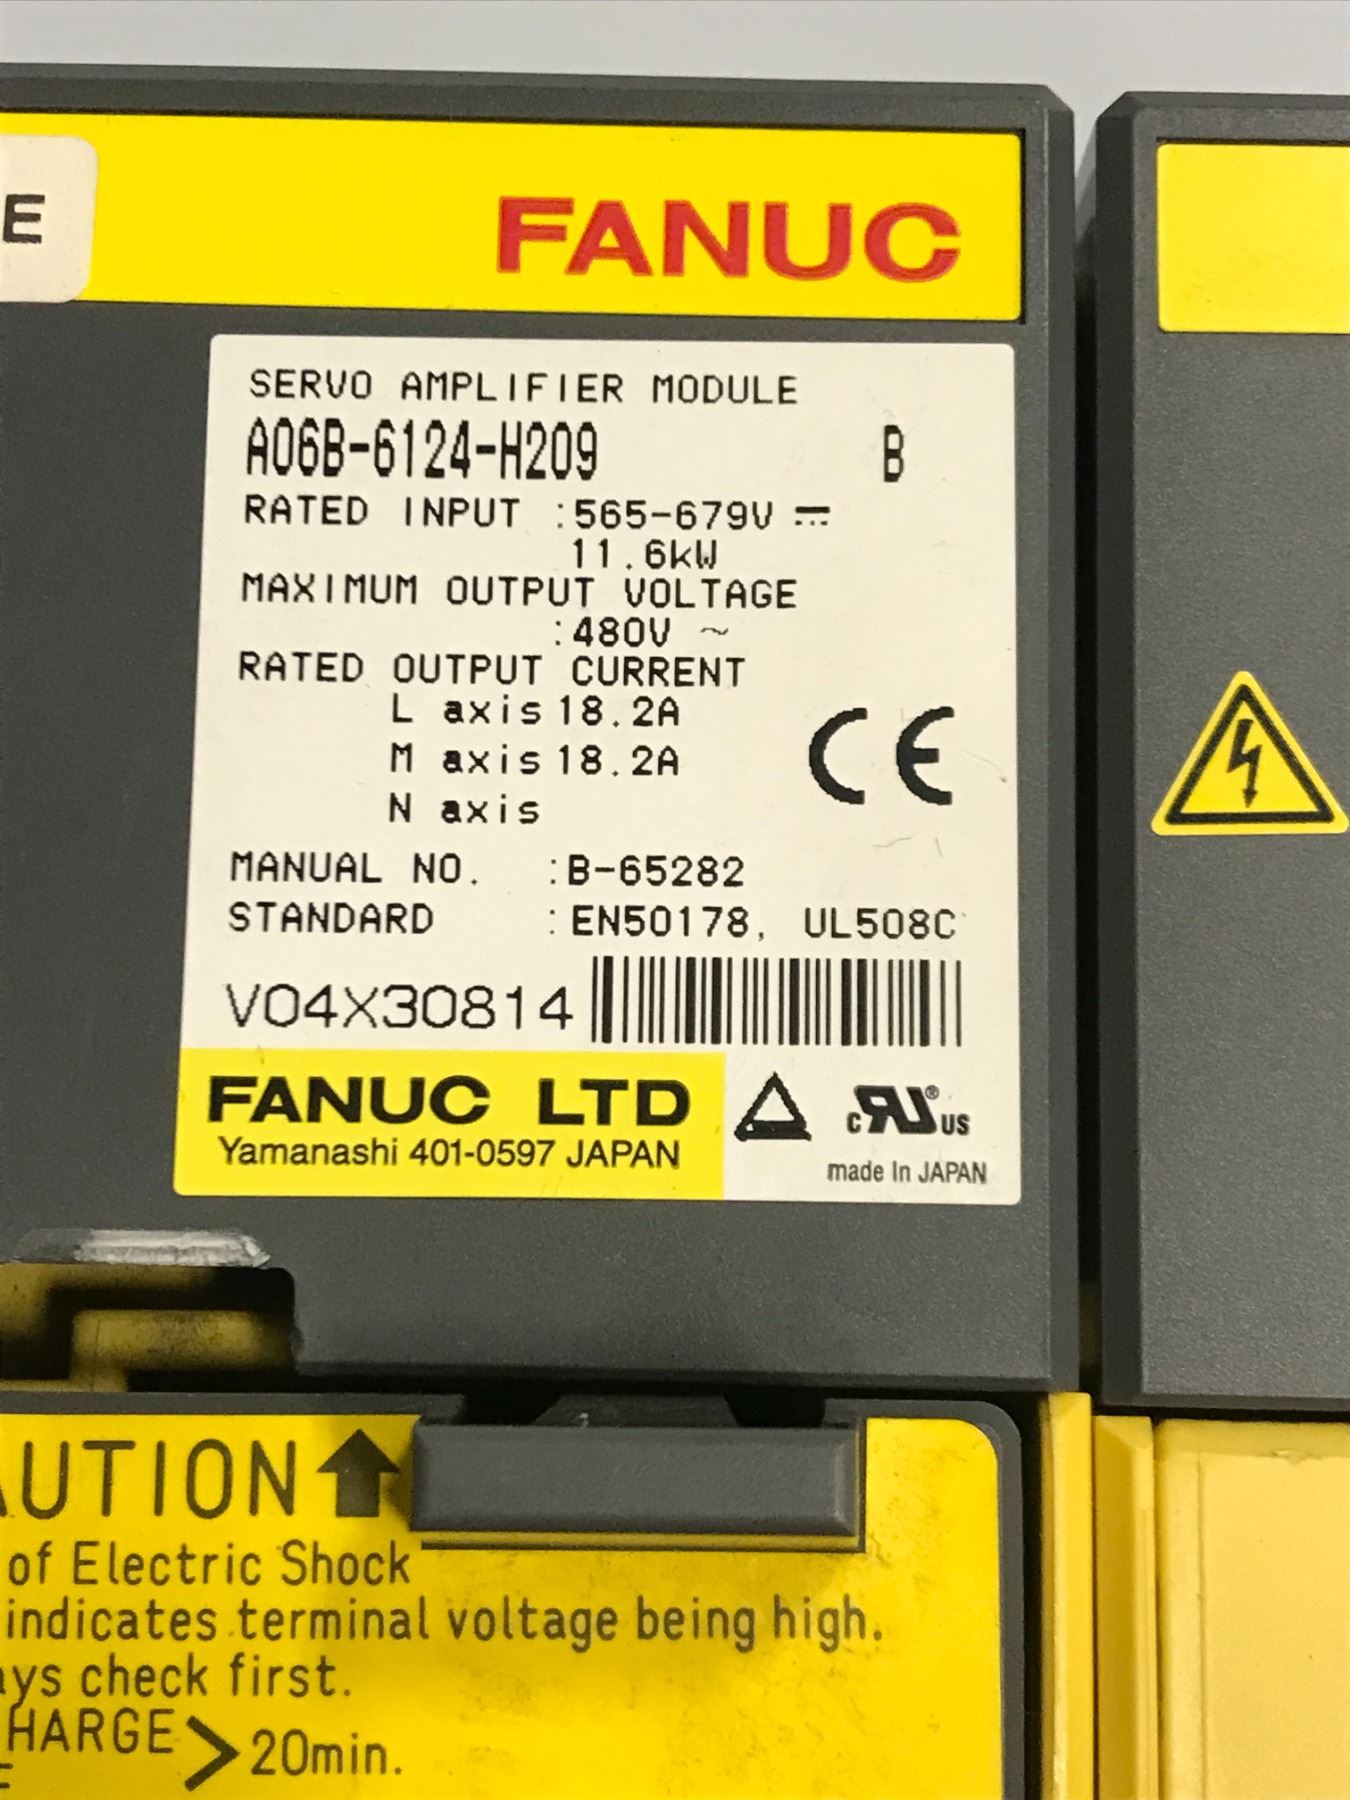 E
FANUC
SERVO AMPLIFIER MODULE
A06B-6124-H209 B
RATED INPUT :565-679V ⎓
11.6kW
MAXIMUM OUTPUT VOLTAGE
:480V ~
RATED OUTPUT CURRENT
L axis 18.2A
M axis 18.2A
N axis
MANUAL NO. :B-65282
STANDARD :EN50178, UL508C
V04X30814
FANUC LTD
Yamanashi 401-0597 JAPAN
CE
c RU ® US
made In JAPAN
AUTION
of Electric Shock
indicates terminal voltage being high.
ays check first.
HARGE > 20min.